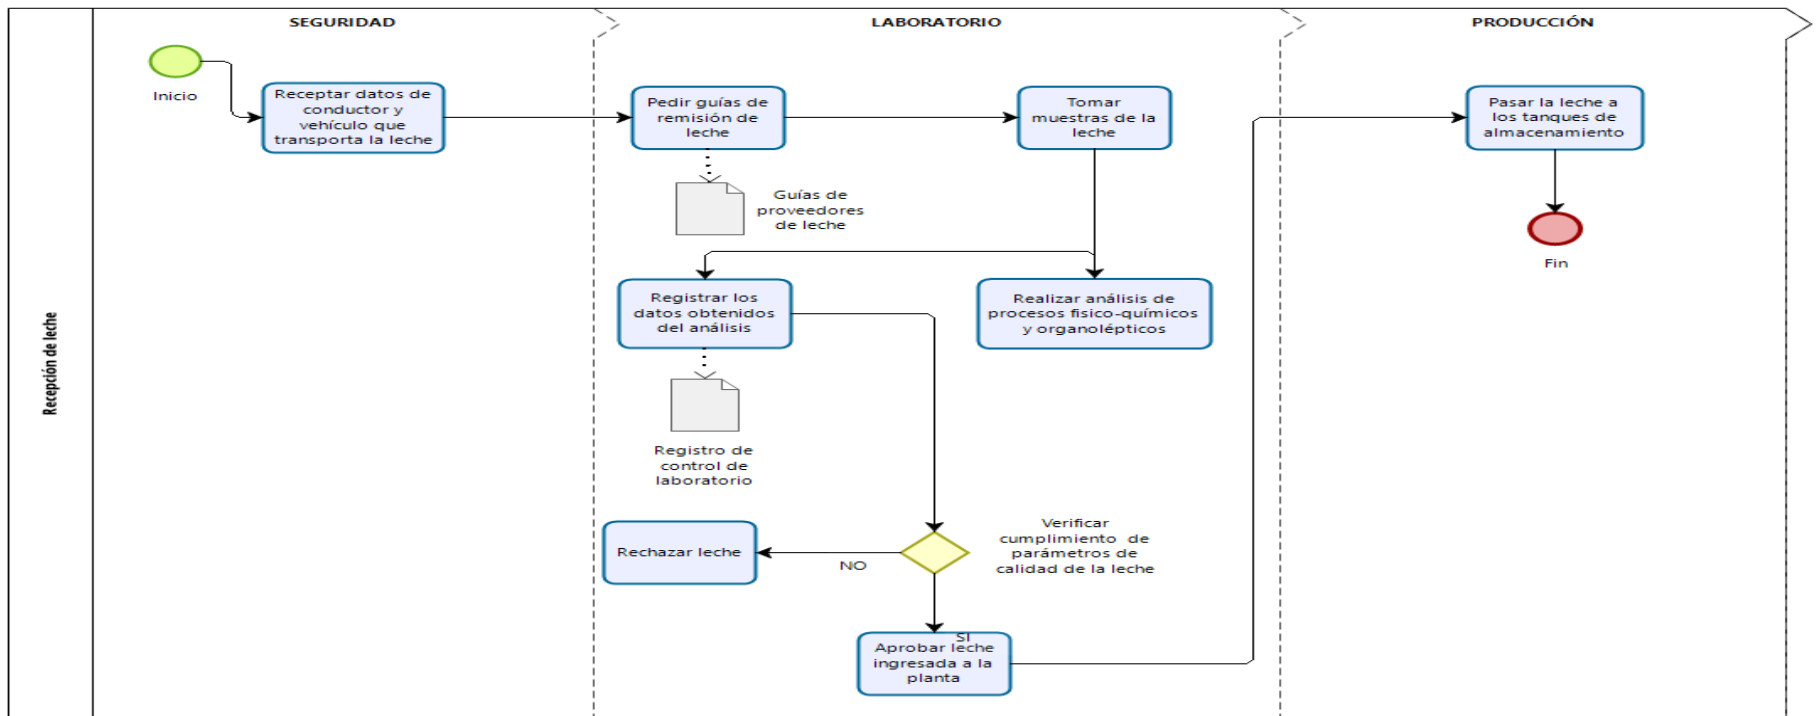 SEGURIDAD
LABORATORIO
PRODUCCIÓN
Recepción de leche
Inicio
Receptar datos de
conductor y
vehículo que
transporta la leche
Pedir guías de
remisión de
leche
Tomar
muestras de la
leche
Pasar la leche a
los tanques de
almacenamiento
Guías de
proveedores
de leche
Fin
Registrar los
datos obtenidos
del análisis
Realizar análisis de
procesos fisico-químicos
y organolépticos
Registro de
control de
laboratorio
Verificar
cumplimiento de
parámetros de
calidad de la leche
Rechazar leche
NO
SI
Aprobar leche
ingresada a la
planta